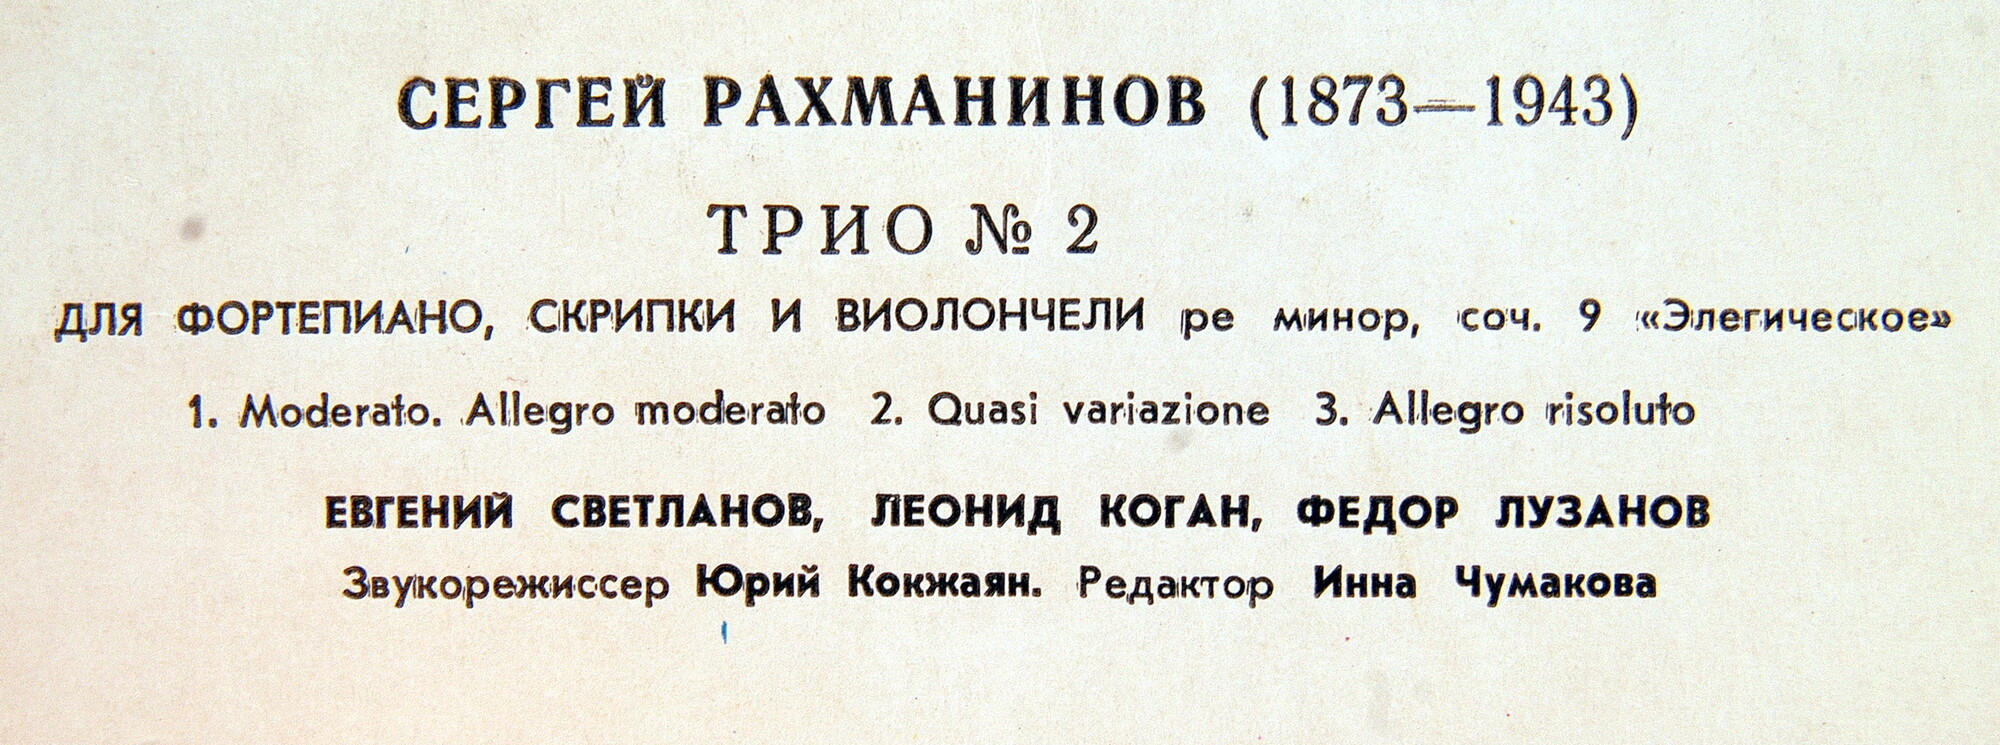 СЕРГЕЙ РАХМАНИНОВ (1873—1943)
ТРИО № 2
ДЛЯ ФОРТЕПИАНО, СКРИПКИ И ВИОЛОНЧЕЛИ ре минор, соч. 9 «Элегическое»
1. Moderato. Allegro moderato 2. Quasi variazione 3. Allegro risoluto
ЕВГЕНИЙ СВЕТЛАНОВ, ЛЕОНИД КОГАН, ФЕДОР ЛУЗАНОВ
Звукорежиссер Юрий Кокжаян. Редактор Инна Чумакова